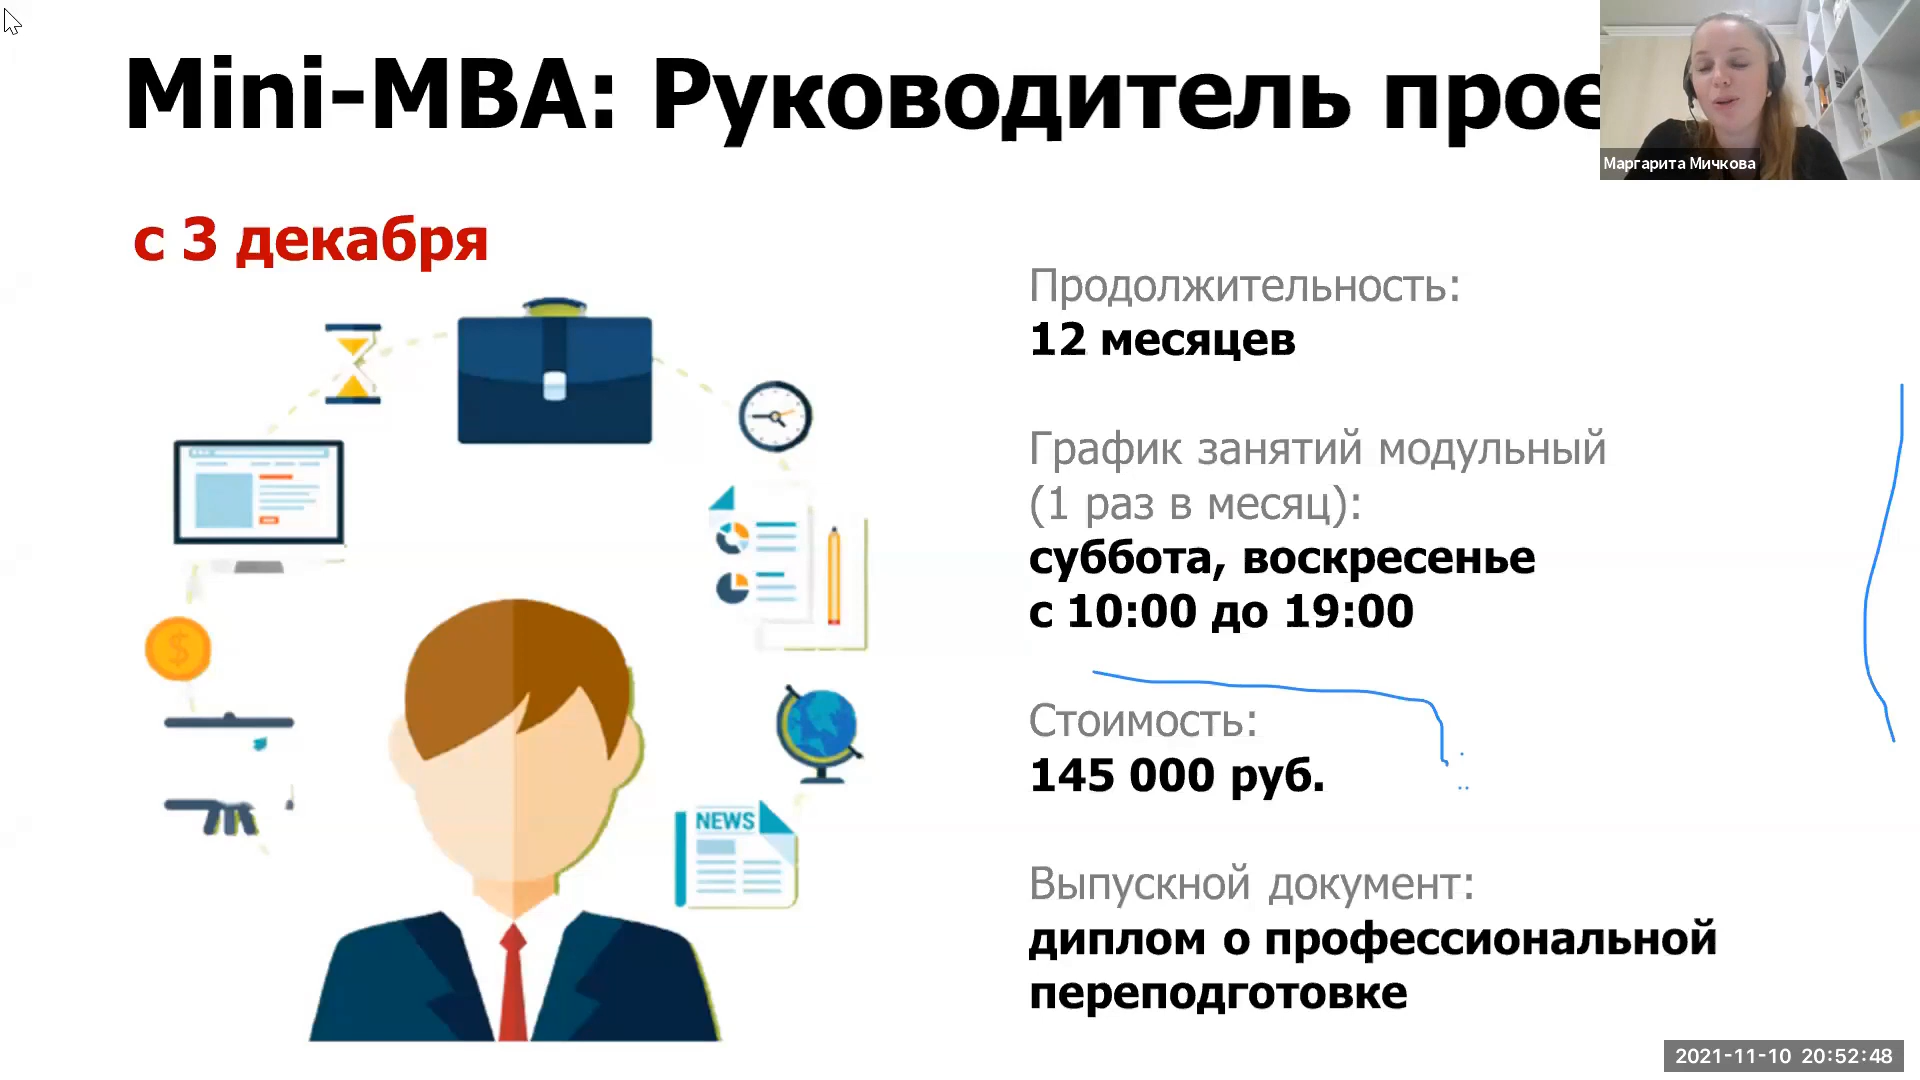 Mini-MBA: Руководитель прое
Маргарита Мичкова
с 3 декабря
Продолжительность:
12 месяцев
График занятий модульный
(1 раз в месяц):
суббота, воскресенье
с 10:00 до 19:00
Стоимость:
145 000 руб.
Выпускной документ:
диплом о профессиональной
переподготовке
$
NEWS
2021-11-10 20:52:48